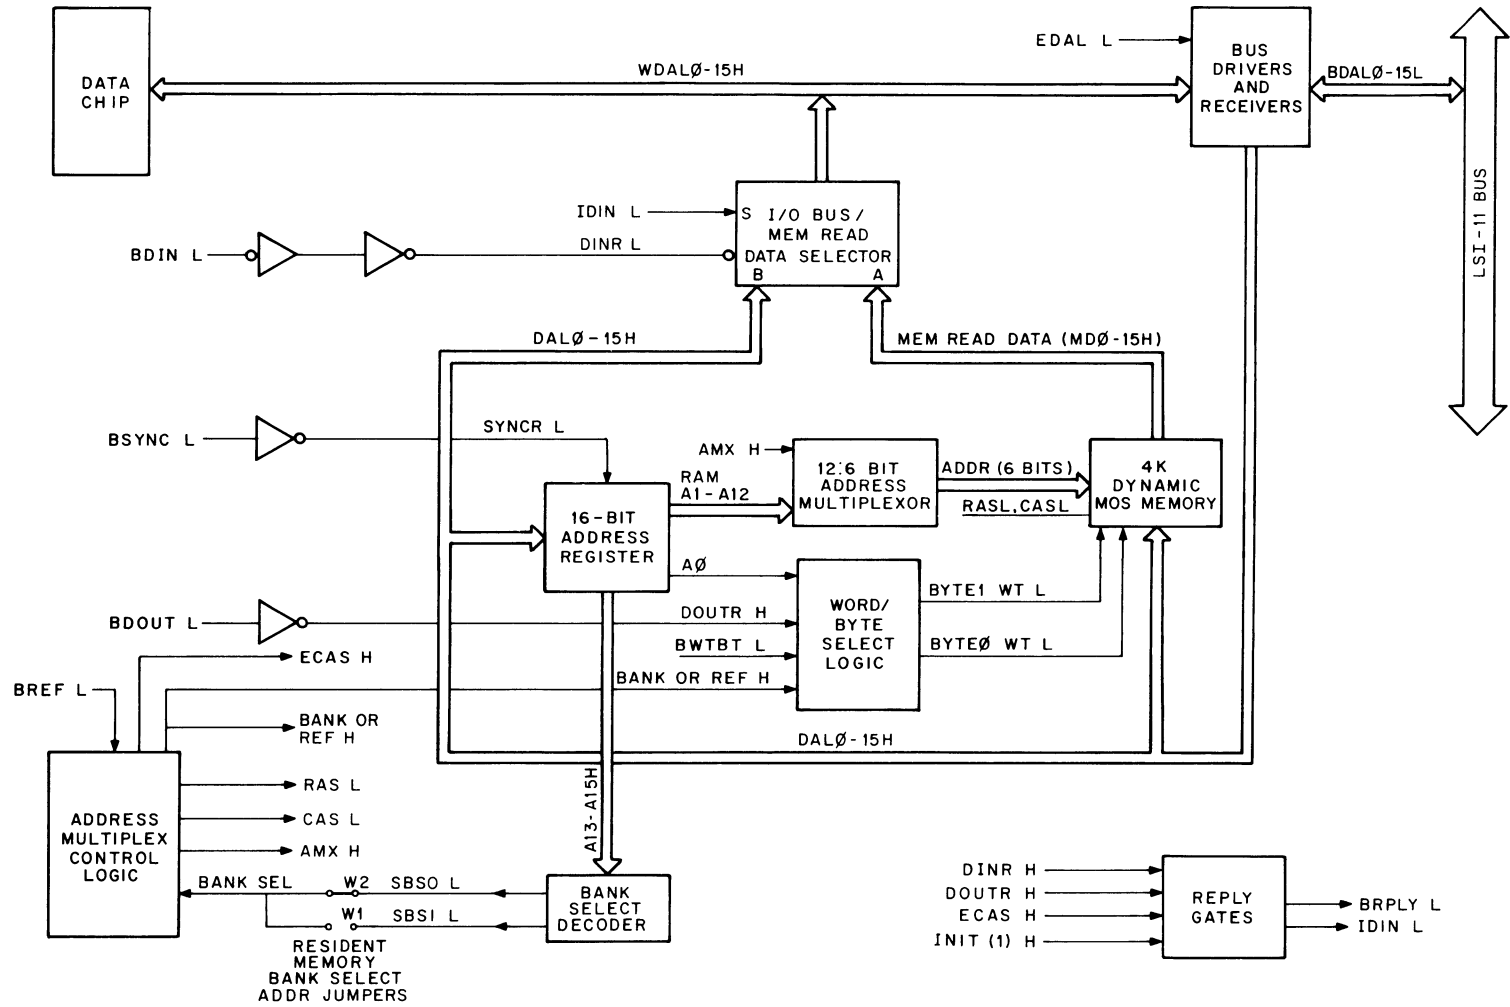 DATA
CHIP
WDALØ-15H
EDAL L
BUS
DRIVERS
AND
RECEIVERS
BDALØ-15L
LSI-11 BUS
IDIN L
S I/O BUS/
MEM READ
DATA SELECTOR
B A
BDIN L
DINR L
DALØ-15H
MEM READ DATA (MDØ-15H)
BSYNC L
SYNCR L
16-BIT
ADDRESS
REGISTER
RAM
A1-A12
AMX H
12:6 BIT
ADDRESS
MULTIPLEXOR
ADDR (6 BITS)
RASL,CASL
4K
DYNAMIC
MOS MEMORY
AØ
BDOUT L
DOUTR H
BWTBT L
BANK OR REF H
WORD/
BYTE
SELECT
LOGIC
BYTE1 WT L
BYTEØ WT L
DALØ-15H
BREF L
ECAS H
BANK OR
REF H
RAS L
CAS L
AMX H
ADDRESS
MULTIPLEX
CONTROL
LOGIC
BANK SEL
W2
SBSO L
W1
SBSI L
RESIDENT
MEMORY
BANK SELECT
ADDR JUMPERS
A13-A15H
BANK
SELECT
DECODER
DINR H
DOUTR H
ECAS H
INIT (1) H
REPLY
GATES
BRPLY L
IDIN L